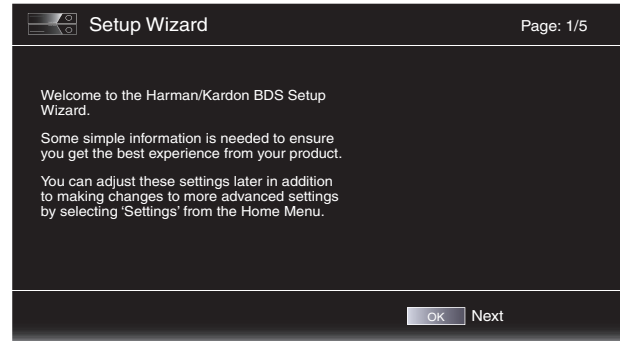 Setup Wizard
Page: 1/5
Welcome to the Harman/Kardon BDS Setup
Wizard.
Some simple information is needed to ensure
you get the best experience from your product.
You can adjust these settings later in addition
to making changes to more advanced settings
by selecting ‘Settings’ from the Home Menu.
OK Next